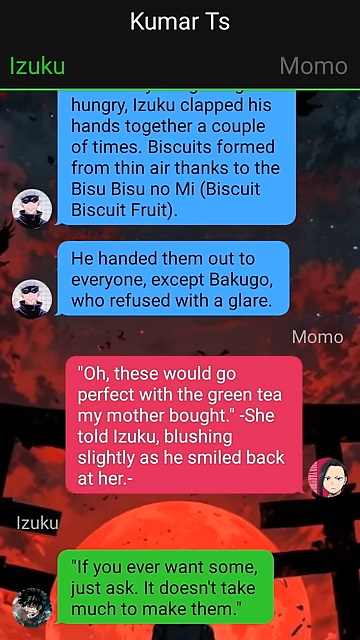 Kumar Ts
Izuku
Momo
hungry, Izuku clapped his
hands together a couple
of times. Biscuits formed
from thin air thanks to the
Bisu Bisu no Mi (Biscuit
Biscuit Fruit).
He handed them out to
everyone, except Bakugo,
who refused with a glare.
Momo
"Oh, these would go
perfect with the green tea
my mother bought." -She
told Izuku, blushing
slightly as he smiled back
at her.-
Izuku
"If you ever want some,
just ask. It doesn't take
much to make them."